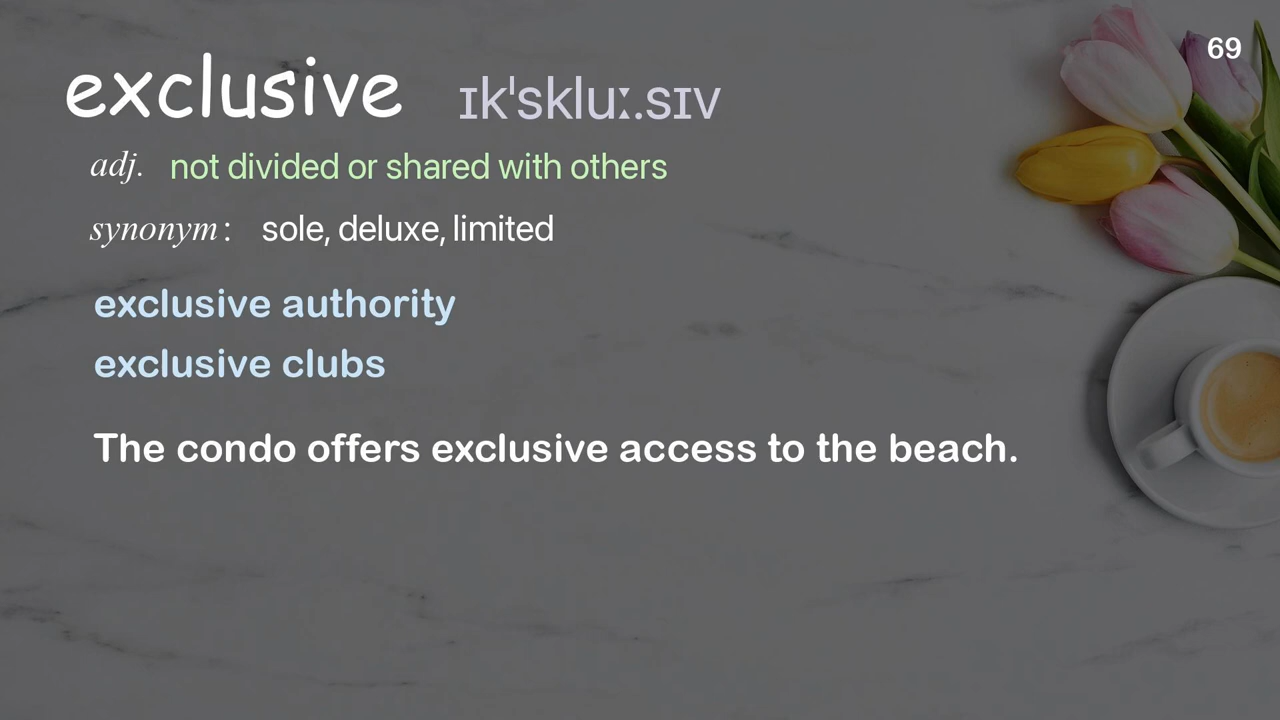 69
exclusive ɪkˈskluː.sɪv
adj. not divided or shared with others
synonym: sole, deluxe, limited
exclusive authority
exclusive clubs
The condo offers exclusive access to the beach.